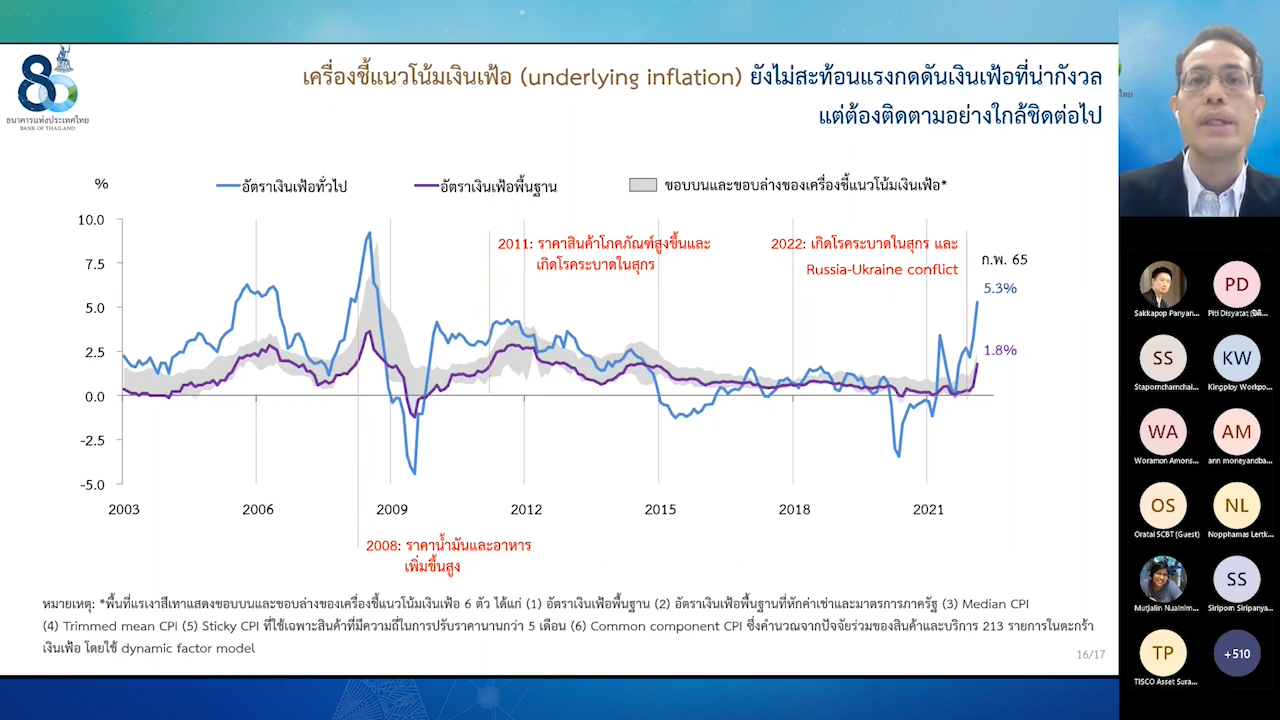 ธนาคารแห่งประเทศไทย
BANK OF THAILAND
เครื่องชี้แนวโน้มเงินเฟ้อ (underlying inflation) ยังไม่สะท้อนแรงกดดันเงินเฟ้อที่น่ากังวล
แต่ต้องติดตามอย่างใกล้ชิดต่อไป
%
อัตราเงินเฟ้อทั่วไป
อัตราเงินเฟ้อพื้นฐาน
ขอบบนและขอบล่างของเครื่องชี้แนวโน้มเงินเฟ้อ*
10.0
7.5
5.0
2.5
0.0
-2.5
-5.0
2003 2006 2009 2012 2015 2018 2021
2011: ราคาสินค้าโภคภัณฑ์สูงขึ้นและ
เกิดโรคระบาดในสุกร
2022: เกิดโรคระบาดในสุกร และ
Russia-Ukraine conflict
ก.พ. 65
5.3%
1.8%
2008: ราคาน้ำมันและอาหาร
เพิ่มขึ้นสูง
หมายเหตุ: *พื้นที่แรเงาสีเทาแสดงขอบบนและขอบล่างของเครื่องชี้แนวโน้มเงินเฟ้อ 6 ตัว ได้แก่ (1) อัตราเงินเฟ้อพื้นฐาน (2) อัตราเงินเฟ้อพื้นฐานที่หักค่าเช่าและมาตรการภาครัฐ (3) Median CPI
(4) Trimmed mean CPI (5) Sticky CPI ที่ใช้เฉพาะสินค้าที่มีความถี่ในการปรับราคานานกว่า 5 เดือน (6) Common component CPI ซึ่งคำนวณจากปัจจัยร่วมของสินค้าและบริการ 213 รายการในตะกร้า
เงินเฟ้อ โดยใช้ dynamic factor model
16/17
Sakkapop Panyan...
PD
Piti Disyatat
SS
Stapornchamchai...
KW
Kingploy Workpo...
WA
Woramon Amons...
AM
ann moneyandba...
OS
Oratai SCBT (Guest)
NL
Nopphamas Lertk...
Mutjalin Nuainim...
SS
Siriporn Siripanya...
TP
TISCO Asset Sura...
+510